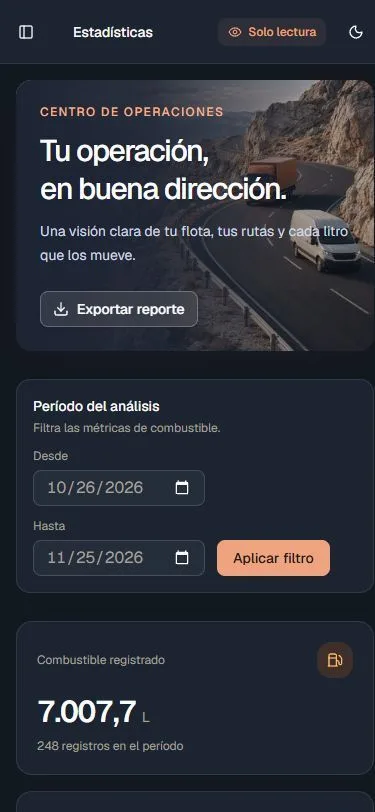 Estadísticas
Solo lectura
CENTRO DE OPERACIONES
Tu operación,
en buena dirección.
Una visión clara de tu flota, tus rutas y cada litro
que los mueve.
Exportar reporte
Período del análisis
Filtra las métricas de combustible.
Desde
10/26/2026
Hasta
11/25/2026
Aplicar filtro
Combustible registrado
7.007,7 L
248 registros en el período